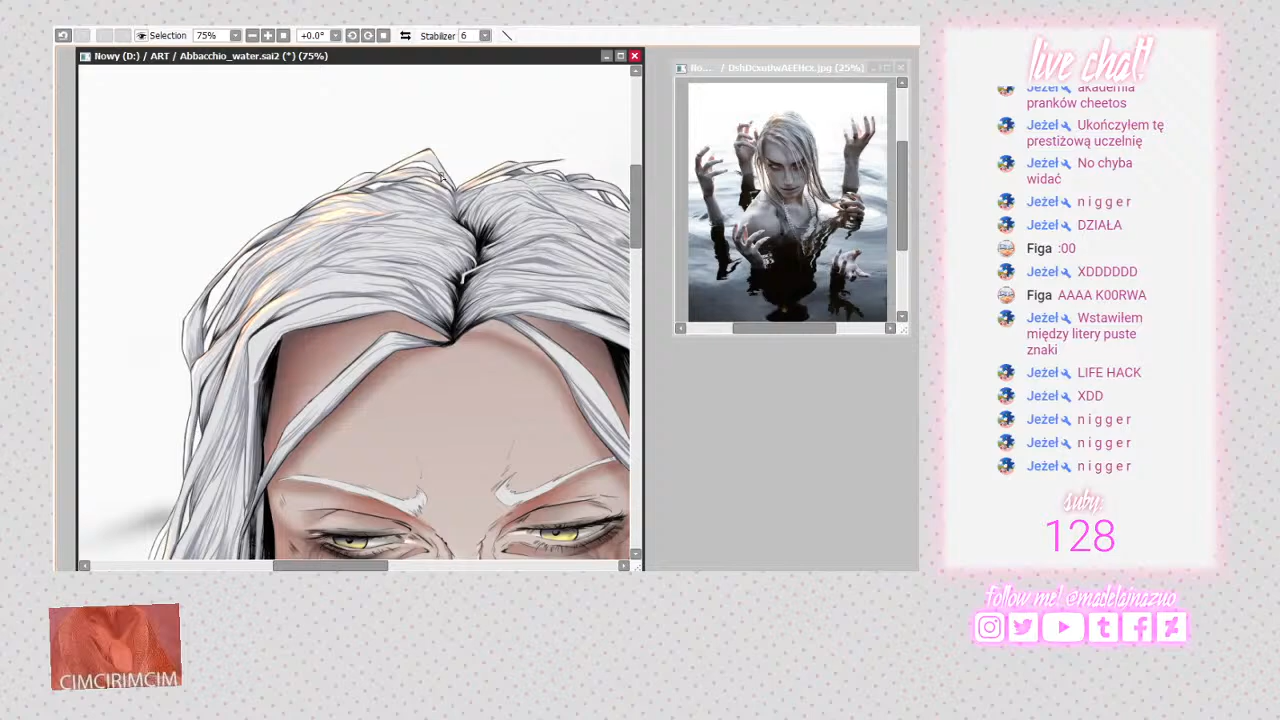 Selection 75% +0.0° Stabilizer 6
Nowy (D:) / ART / Abbacchio_water.sai2 (*) (75%)
live chat!
akademia
pranków cheetos
Jeżeł Ukończyłem tę
prestiżową uczelnię
Jeżeł No chyba
widać
Jeżeł n i g g e r
Jeżeł DZIAŁA
Figa :00
Jeżeł XDDDDDD
Figa AAAA K00RWA
Jeżeł Wstawiłem
między litery puste
znaki
Jeżeł LIFE HACK
Jeżeł XDD
Jeżeł n i g g e r
Jeżeł n i g g e r
Jeżeł n i g g e r
suby:
128
follow me! @madelainazuo
CIMCIRIMCIM